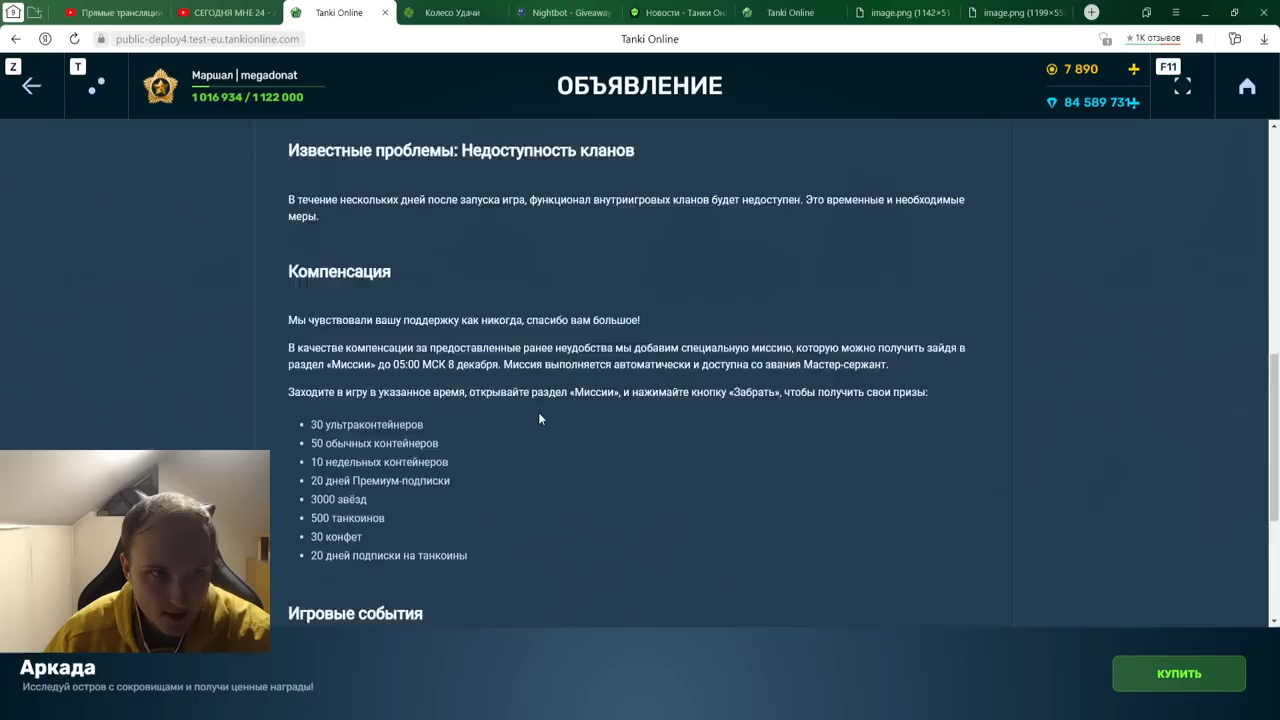 Прямые трансляции
СЕГОДНЯ МНЕ 24 -
Tanki Online
Колесо Удачи
Nightbot - Giveaway
Новости - Танки Он
Tanki Online
image.png (1142×51
image.png (1199×55
public-deploy4.test-eu.tankionline.com
Tanki Online
1K отзывов
Z
T
Маршал | megadonat
1 016 934 / 1 122 000
ОБЪЯВЛЕНИЕ
7 890
84 589 731
F11
Известные проблемы: Недоступность кланов
В течение нескольких дней после запуска игра, функционал внутриигровых кланов будет недоступен. Это временные и необходимые
меры.
Компенсация
Мы чувствовали вашу поддержку как никогда, спасибо вам большое!
В качестве компенсации за предоставленные ранее неудобства мы добавим специальную миссию, которую можно получить зайдя в
раздел «Миссии» до 05:00 МСК 8 декабря. Миссия выполняется автоматически и доступна со звания Мастер-сержант.
Заходите в игру в указанное время, открывайте раздел «Миссии», и нажимайте кнопку «Забрать», чтобы получить свои призы:
• 30 ультраконтейнеров
• 50 обычных контейнеров
• 10 недельных контейнеров
• 20 дней Премиум-подписки
• 3000 звёзд
• 500 танкоинов
• 30 конфет
• 20 дней подписки на танкоины
Игровые события
Аркада
Исследуй остров с сокровищами и получи ценные награды!
КУПИТЬ